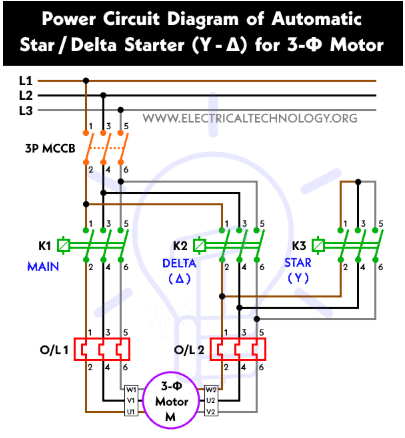 Power Circuit Diagram of Automatic
Star / Delta Starter (Y - Δ) for 3-Φ Motor
L1
L2
L3
WWW.ELECTRICALTECHNOLOGY.ORG
1 3 5
3P MCCB
2 4 6
1 3 5
1 3 5
1 3 5
K1
K2
K3
MAIN
DELTA
(Δ)
STAR
(Y)
2 4 6
2 4 6
2 4 6
1 3 5
1 3 5
O/L 1
O/L 2
2 4 6
2 4 6
W1
V1
U1
3-Φ
Motor
M
W2
U2
V2